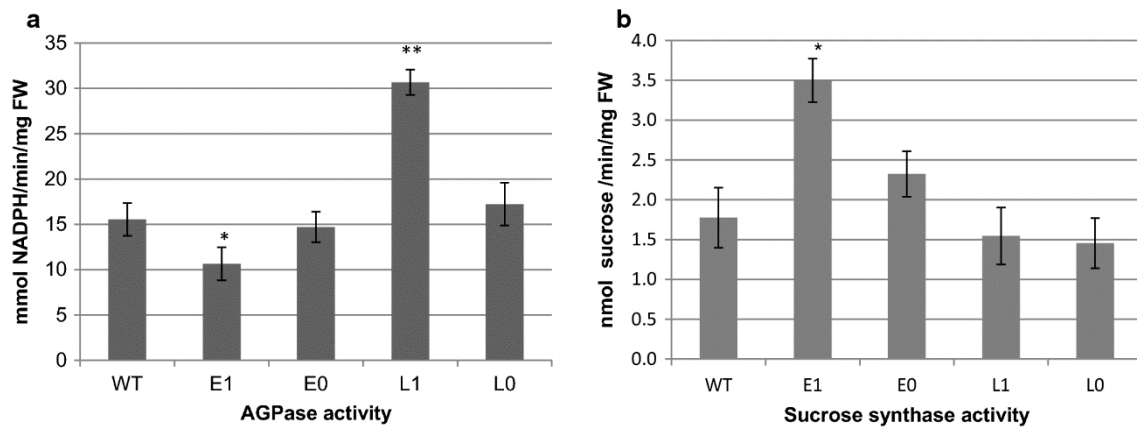 a
mmol NADPH/min/mg FW
35
30
25
20
15
10
5
0
*
**
WT E1 E0 L1 L0
AGPase activity
b
nmol sucrose /min/mg FW
4.0
3.5
3.0
2.5
2.0
1.5
1.0
0.5
0.0
*
WT E1 E0 L1 L0
Sucrose synthase activity